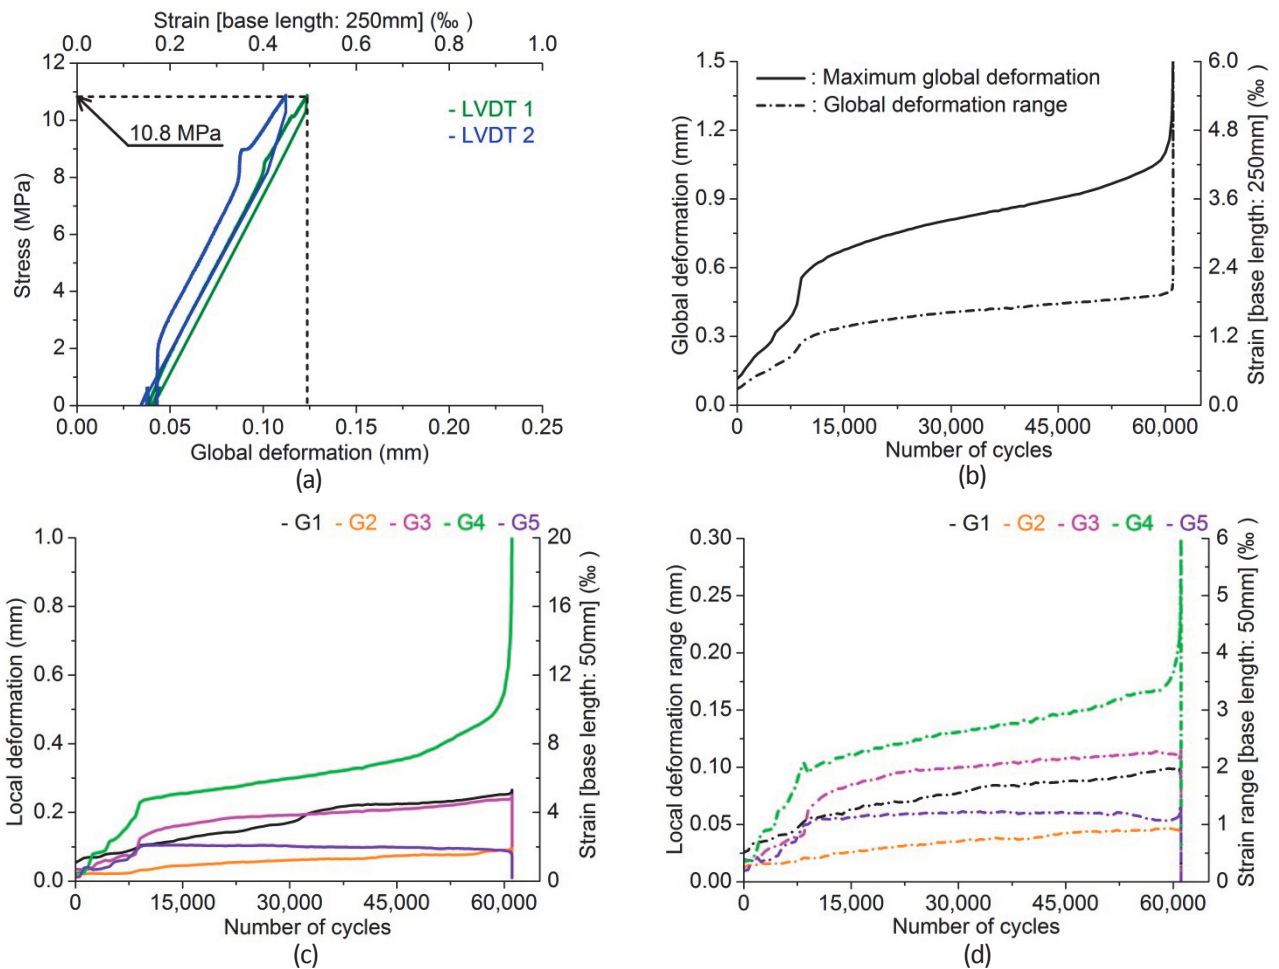 Strain [base length: 250mm] (‰)
0.0 0.2 0.4 0.6 0.8 1.0
12
10
8
6
4
2
0
Stress (MPa)
10.8 MPa
- LVDT 1
- LVDT 2
0.00 0.05 0.10 0.15 0.20 0.25
Global deformation (mm)
(a)
1.5
1.2
0.9
0.6
0.3
0.0
Global deformation (mm)
: Maximum global deformation
: Global deformation range
6.0
4.8
3.6
2.4
1.2
0.0
Strain [base length: 250mm] (‰)
0 15,000 30,000 45,000 60,000
Number of cycles
(b)
- G1 - G2 - G3 - G4 - G5
1.0
0.8
0.6
0.4
0.2
0.0
Local deformation (mm)
20
16
12
8
4
0
Strain [base length: 50mm] (‰)
0 15,000 30,000 45,000 60,000
Number of cycles
(c)
- G1 - G2 - G3 - G4 - G5
0.30
0.25
0.20
0.15
0.10
0.05
0.00
Local deformation range (mm)
6
5
4
3
2
1
0
Strain range [base length: 50mm] (‰)
0 15,000 30,000 45,000 60,000
Number of cycles
(d)